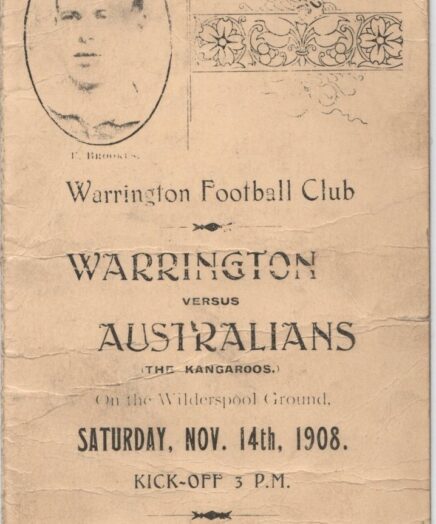 E. BROOKES.
Warrington Football Club
WARRINGTON
VERSUS
AUSTRALIANS
(THE KANGAROOS.)
On the Wilderspool Ground,
SATURDAY, NOV. 14th, 1908.
KICK-OFF 3 P.M.